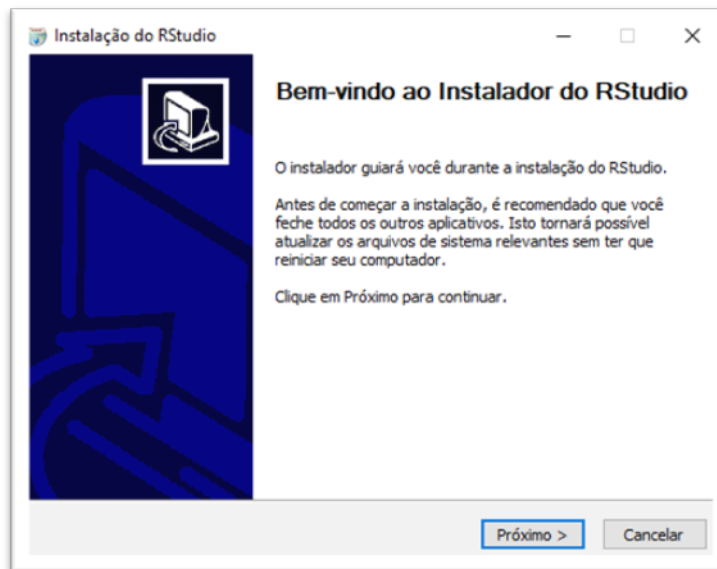 Instalação do RStudio
Bem-vindo ao Instalador do RStudio
O instalador guiará você durante a instalação do RStudio.
Antes de começar a instalação, é recomendado que você
feche todos os outros aplicativos. Isto tornará possível
atualizar os arquivos de sistema relevantes sem ter que
reiniciar seu computador.
Clique em Próximo para continuar.
Próximo >
Cancelar